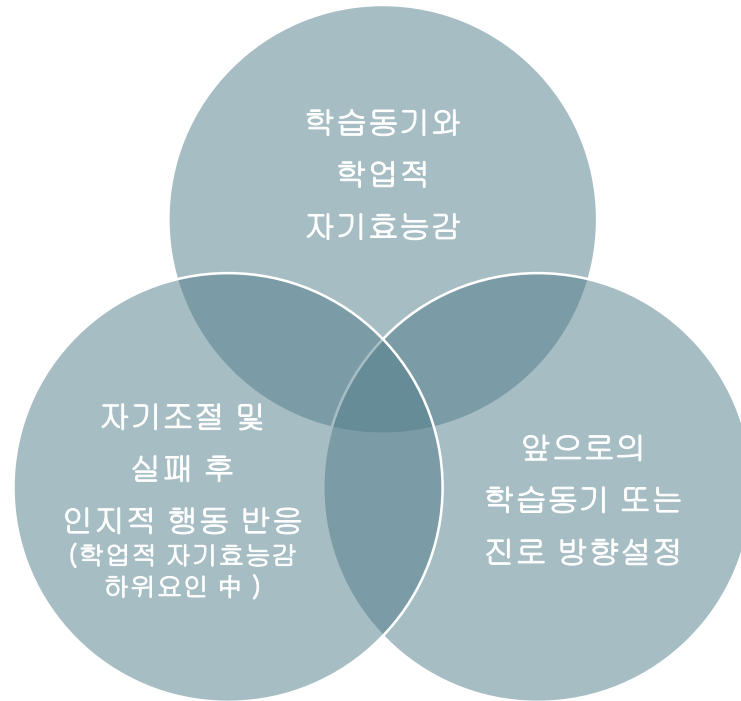 학습동기와
학업적
자기효능감
자기조절 및
실패 후
인지적 행동 반응
(학업적 자기효능감
하위요인 中 )
앞으로의
학습동기 또는
진로 방향설정